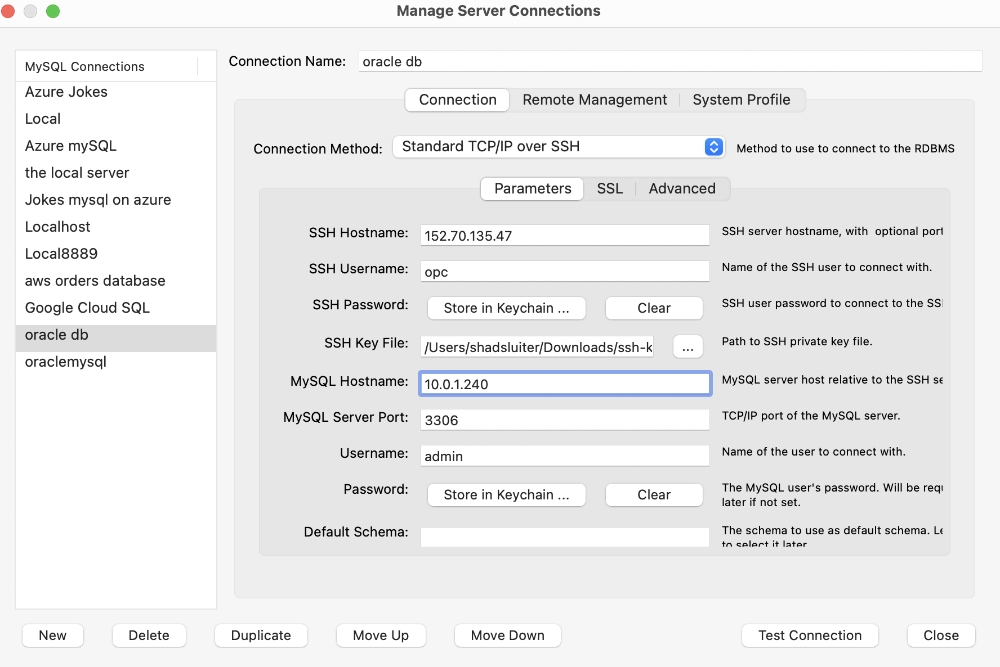 Manage Server Connections
MySQL Connections
Azure Jokes
Local
Azure mySQL
the local server
Jokes mysql on azure
Localhost
Local8889
aws orders database
Google Cloud SQL
oracle db
oraclemysql
Connection Name: oracle db
Connection Remote Management System Profile
Connection Method: Standard TCP/IP over SSH Method to use to connect to the RDBMS
Parameters SSL Advanced
SSH Hostname: 152.70.135.47 SSH server hostname, with optional port
SSH Username: opc Name of the SSH user to connect with.
SSH Password: Store in Keychain ... Clear SSH user password to connect to the SS
SSH Key File: /Users/shadsluiter/Downloads/ssh-k ... Path to SSH private key file.
MySQL Hostname: 10.0.1.240 MySQL server host relative to the SSH se
MySQL Server Port: 3306 TCP/IP port of the MySQL server.
Username: admin Name of the user to connect with.
Password: Store in Keychain ... Clear The MySQL user's password. Will be requ
later if not set.
Default Schema: The schema to use as default schema. Le
to select it later
New Delete Duplicate Move Up Move Down Test Connection Close